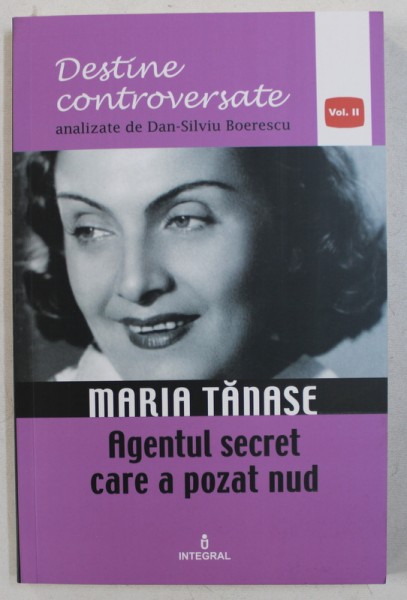 Destine
controversate
analizate de Dan-Silviu Boerescu
Vol. II
MARIA TĂNASE
Agentul secret
care a pozat nud
INTEGRAL